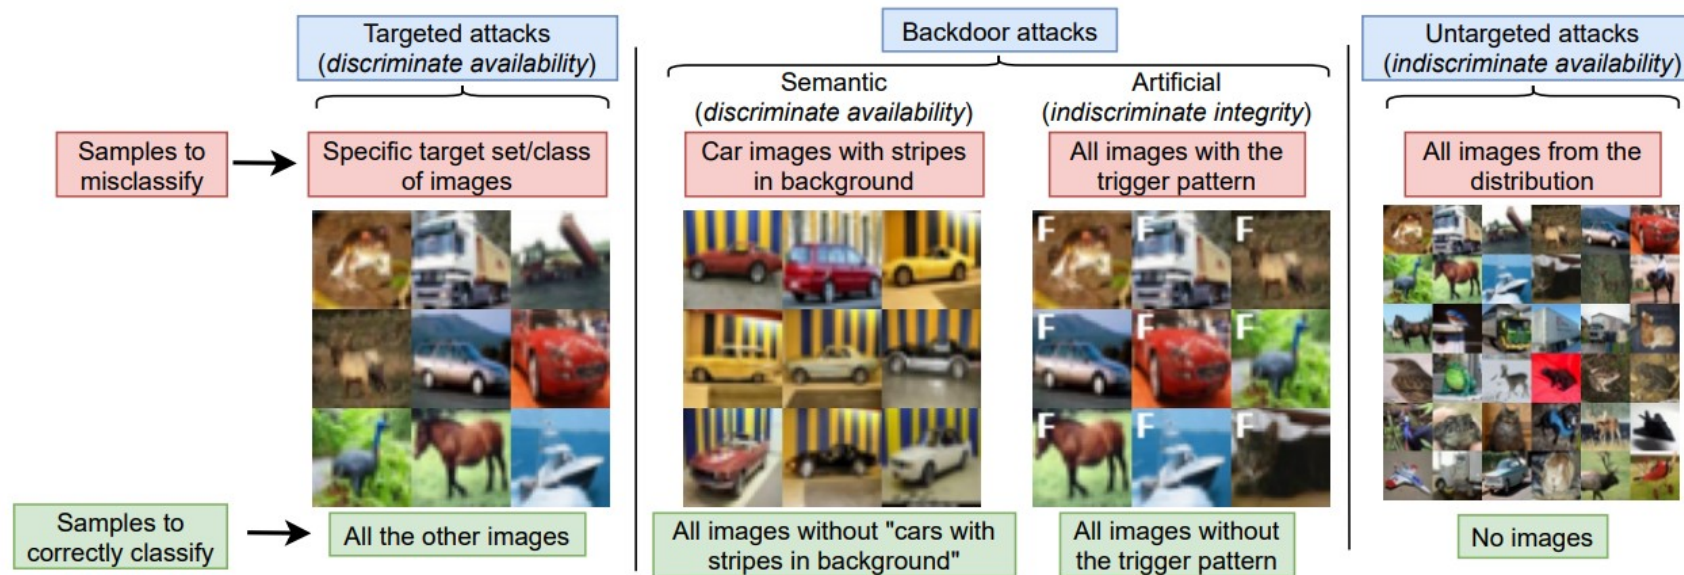 Targeted attacks
(discriminate availability)
Backdoor attacks
Untargeted attacks
(indiscriminate availability)
Semantic
(discriminate availability)
Artificial
(indiscriminate integrity)
Samples to
misclassify
Specific target set/class
of images
Car images with stripes
in background
All images with the
trigger pattern
All images from the
distribution
F F F
F F F
F F F
Samples to
correctly classify
All the other images
All images without "cars with
stripes in background"
All images without
the trigger pattern
No images